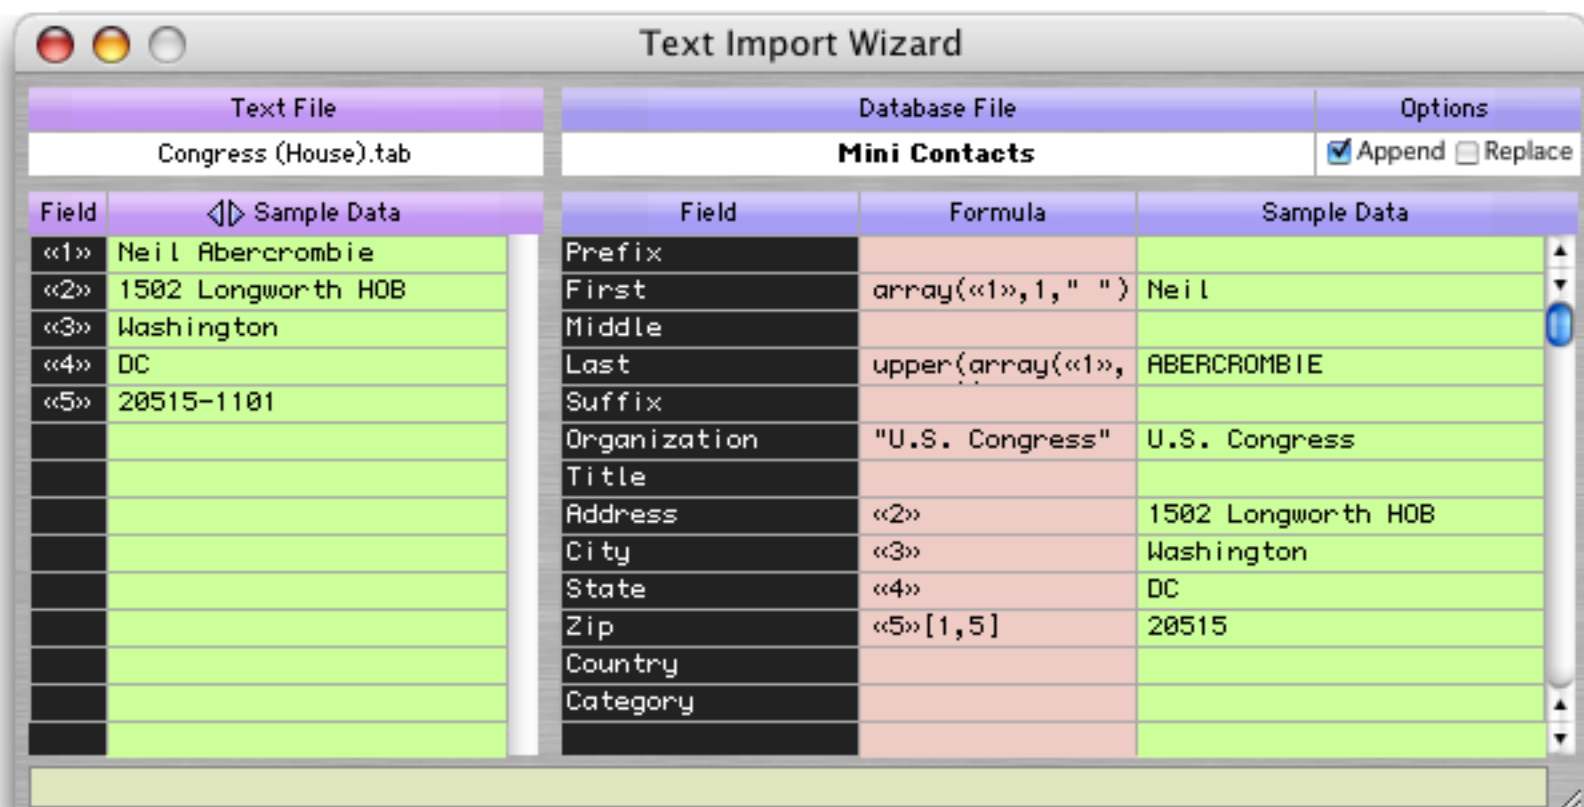 Text Import Wizard
Text File
Database File
Options
Congress (House).tab
Mini Contacts
Append
Replace
Field
Sample Data
Field
Formula
Sample Data
«1» Neil Abercrombie
«2» 1502 Longworth HOB
«3» Washington
«4» DC
«5» 20515-1101
Prefix
First array(«1»,1," ") Neil
Middle
Last upper(array(«1», ABERCROMBIE
Suffix
Organization "U.S. Congress" U.S. Congress
Title
Address «2» 1502 Longworth HOB
City «3» Washington
State «4» DC
Zip «5»[1,5] 20515
Country
Category